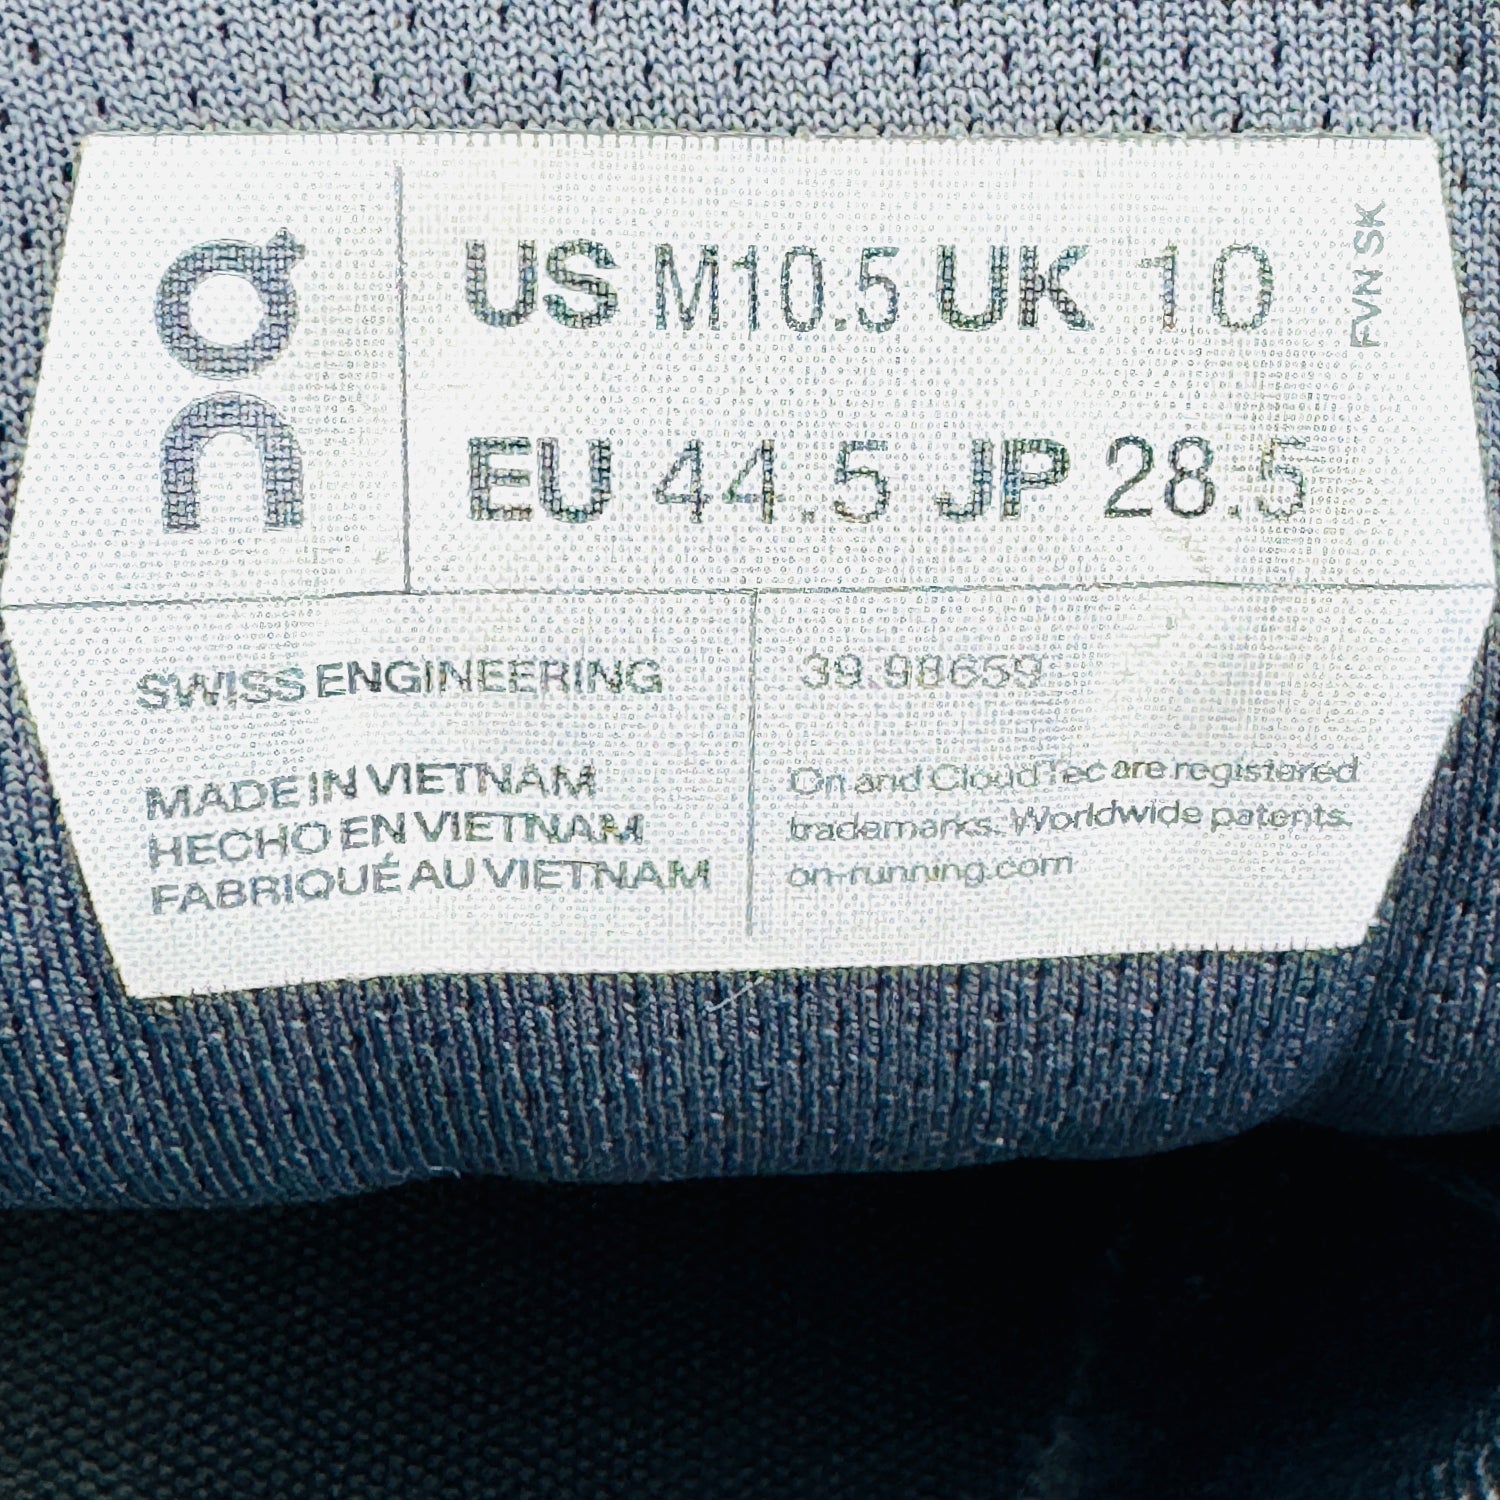 on
US M10.5 UK 10
FVN SK
EU 44.5 JP 28.5
SWISS ENGINEERING
39.98659
MADE IN VIETNAM
HECHO EN VIETNAM
FABRIQUÉ AU VIETNAM
On and CloudTec are registered
trademarks. Worldwide patents.
on-running.com